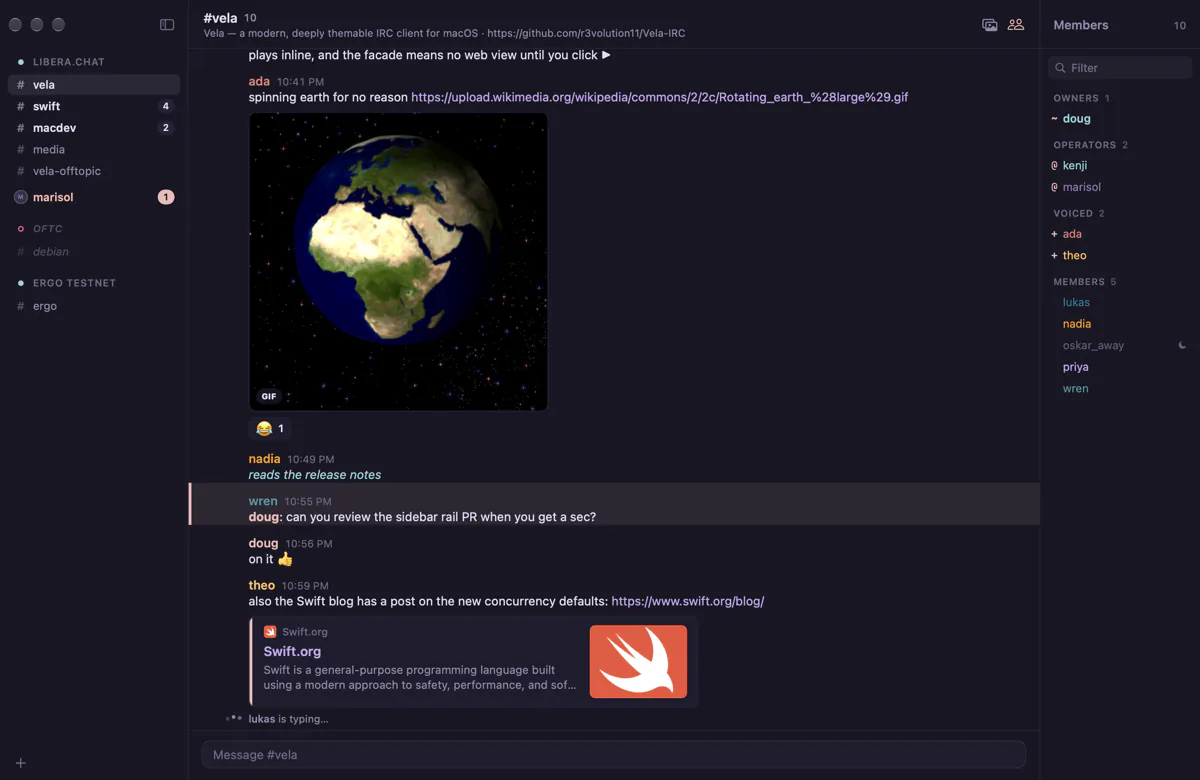 LIBERA.CHAT
# vela
# swift 4
# macdev 2
# media
# vela-offtopic
M marisol 1
OFTC
# debian
ERGO TESTNET
# ergo
#vela 10
Vela — a modern, deeply themable IRC client for macOS · https://github.com/r3volution11/Vela-IRC
plays inline, and the facade means no web view until you click ▶
ada 10:41 PM
spinning earth for no reason https://upload.wikimedia.org/wikipedia/commons/2/2c/Rotating_earth_%28large%29.gif
GIF
😂 1
nadia 10:49 PM
reads the release notes
wren 10:55 PM
doug: can you review the sidebar rail PR when you get a sec?
doug 10:56 PM
on it 👍
theo 10:59 PM
also the Swift blog has a post on the new concurrency defaults: https://www.swift.org/blog/
Swift.org
Swift.org
Swift is a general-purpose programming language built
using a modern approach to safety, performance, and sof…
lukas is typing…
Message #vela
Members 10
Filter
OWNERS 1
~ doug
OPERATORS 2
@ kenji
@ marisol
VOICED 2
+ ada
+ theo
MEMBERS 5
lukas
nadia
oskar_away
priya
wren